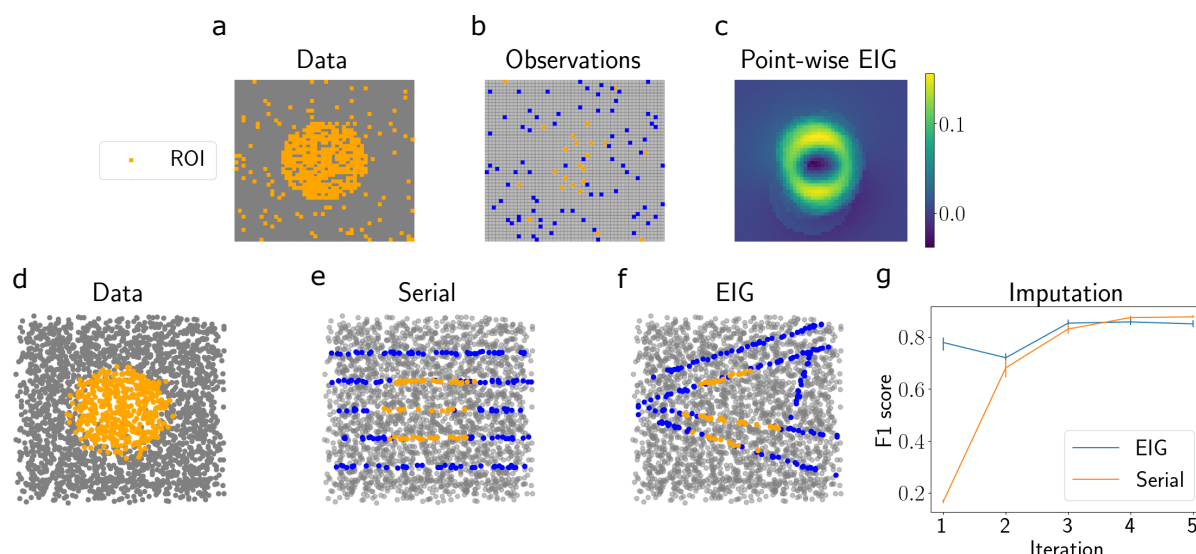 a
b
c
Data
Observations
Point-wise EIG
ROI
0.1
0.0
d
e
f
g
Data
Serial
EIG
Imputation
F1 score
0.8
0.6
0.4
0.2
EIG
Serial
1 2 3 4 5
Iteration